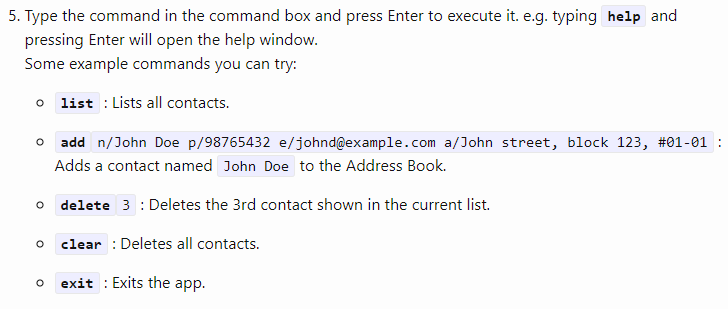 5. Type the command in the command box and press Enter to execute it. e.g. typing help and
pressing Enter will open the help window.
Some example commands you can try:
list : Lists all contacts.
add n/John Doe p/98765432 e/johnd@example.com a/John street, block 123, #01-01 :
Adds a contact named John Doe to the Address Book.
delete 3 : Deletes the 3rd contact shown in the current list.
clear : Deletes all contacts.
exit : Exits the app.